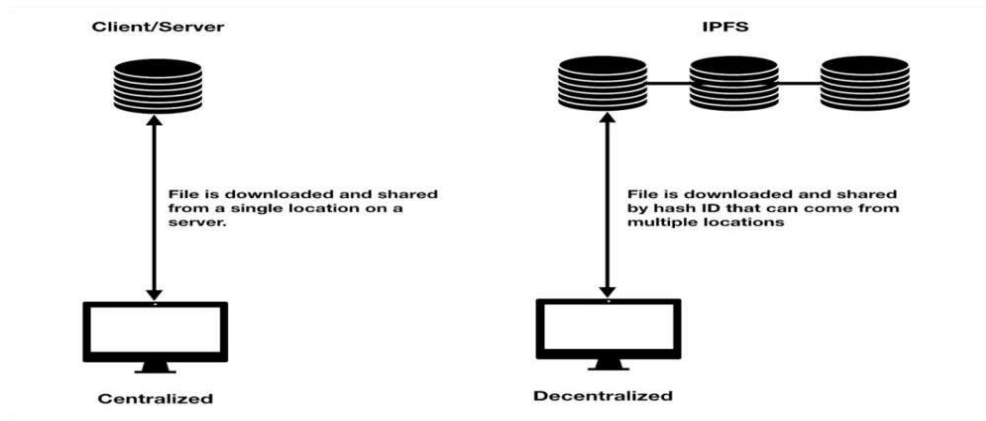 Client/Server
File is downloaded and shared
from a single location on a
server.
Centralized
IPFS
File is downloaded and shared
by hash ID that can come from
multiple locations
Decentralized